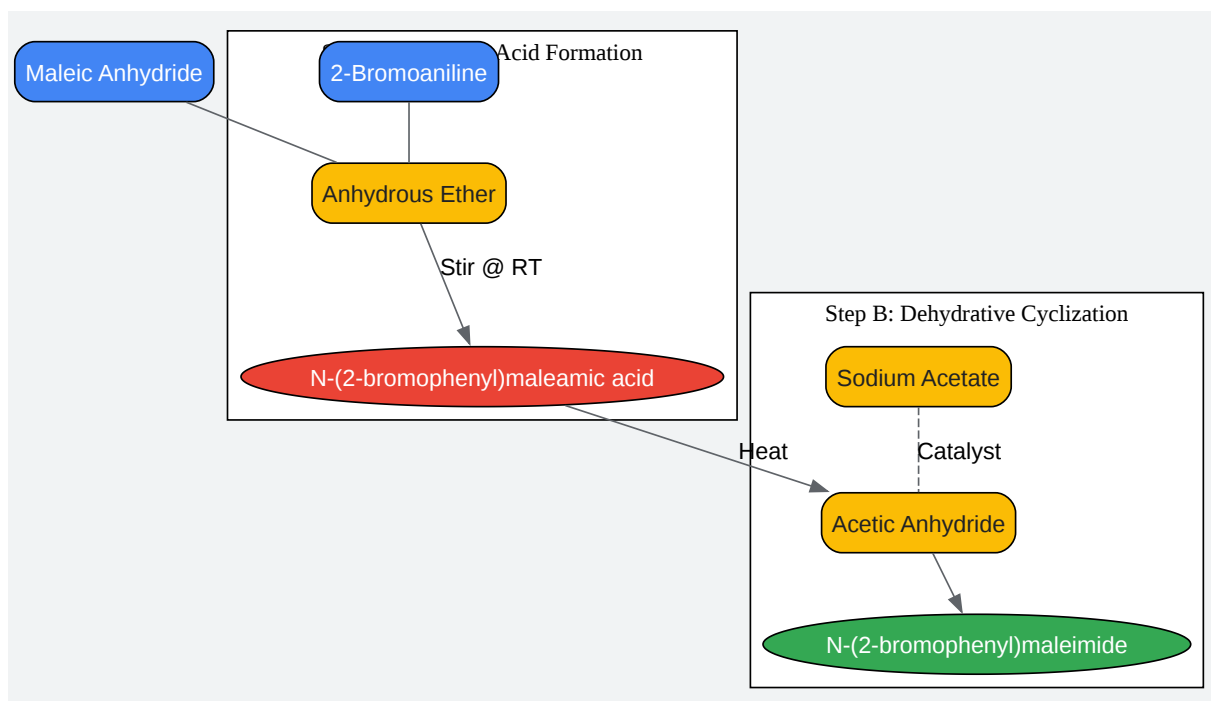 Maleic Anhydride
Acid Formation
2-Bromoaniline
Anhydrous Ether
Stir @ RT
N-(2-bromophenyl)maleamic acid
Step B: Dehydrative Cyclization
Sodium Acetate
Heat
Catalyst
Acetic Anhydride
N-(2-bromophenyl)maleimide